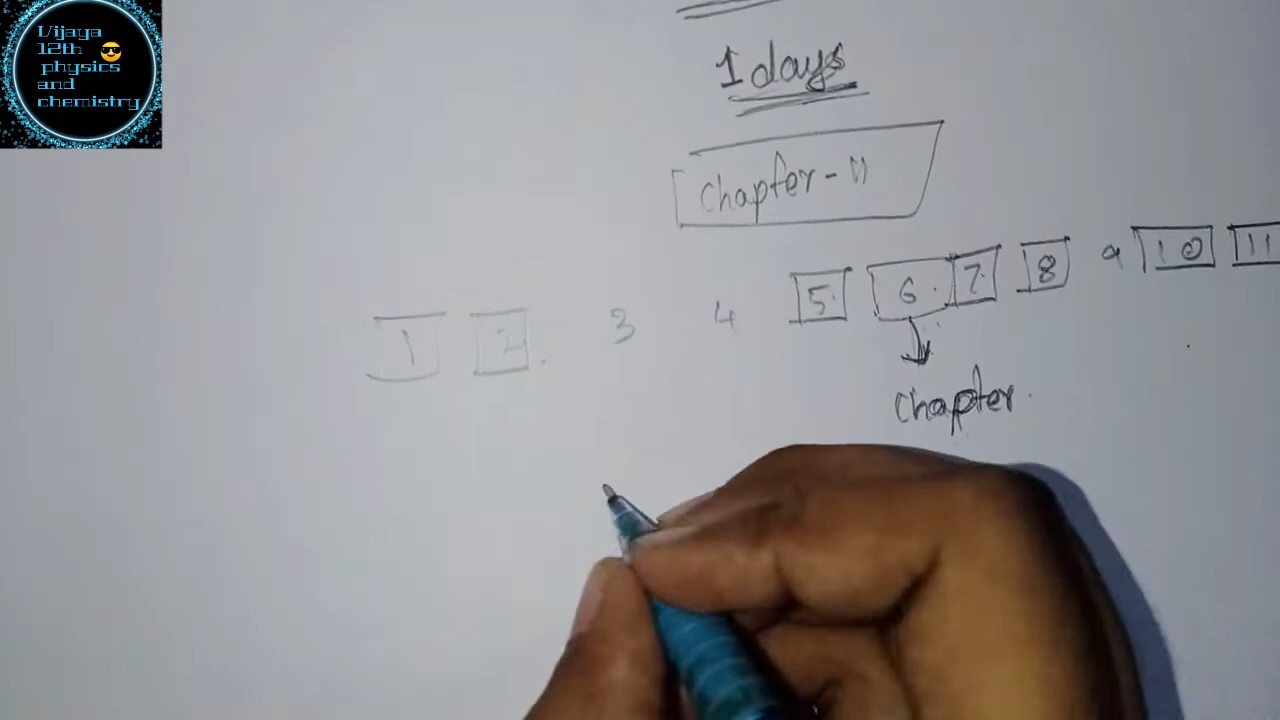 Vijaya
12th 😎
physics
and
chemistry
1 days
Chapter - 11
1 2. 3 4 5. 6. 7. 8 9 10 11
Chapter.